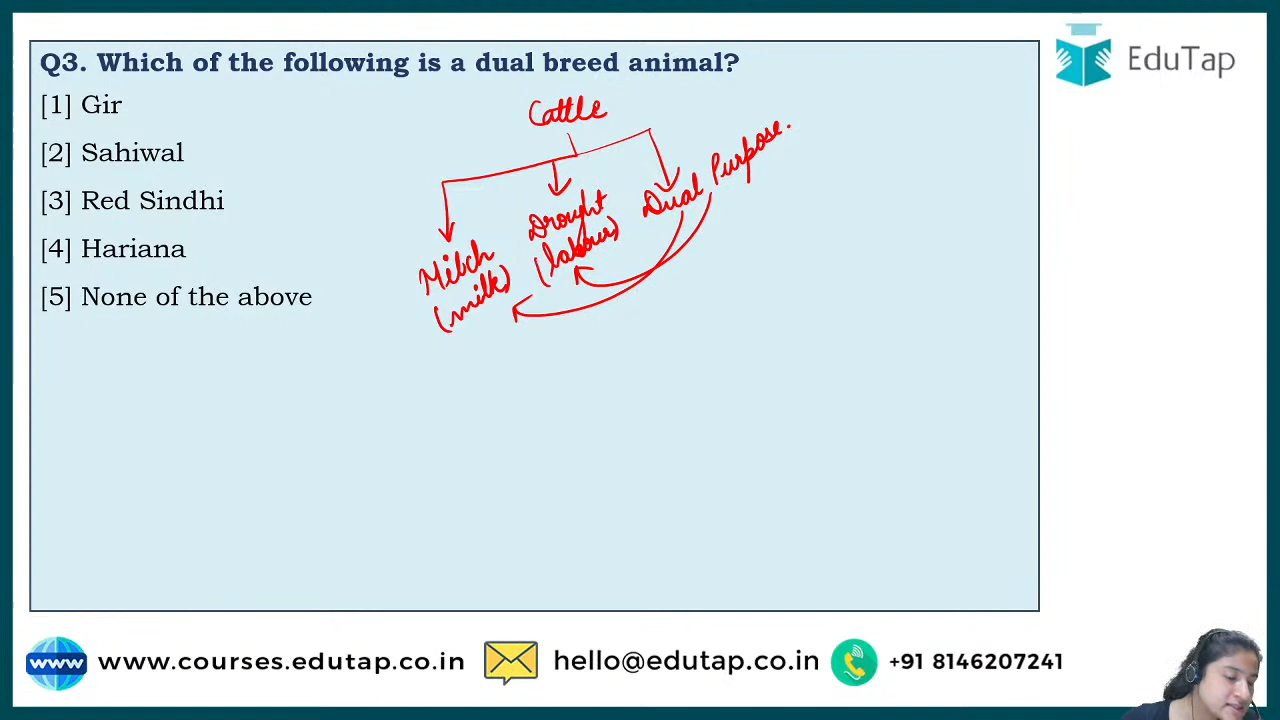 Q3. Which of the following is a dual breed animal?
[1] Gir
[2] Sahiwal
[3] Red Sindhi
[4] Hariana
[5] None of the above
Cattle
Milch
(milk)
Drought
(labour)
Dual Purpose.
EduTap
www www.courses.edutap.co.in
hello@edutap.co.in
+91 8146207241